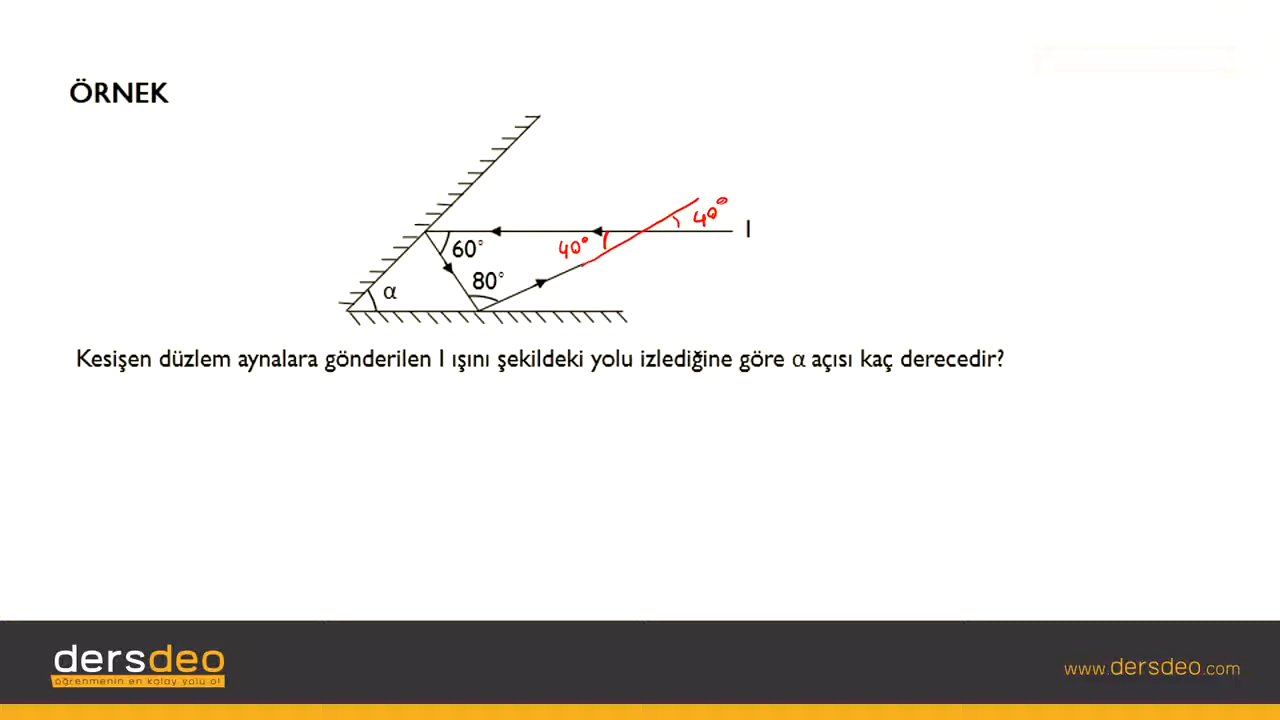 ÖRNEK
40°
I
60°
40°
80°
α
Kesişen düzlem aynalara gönderilen I ışını şekildeki yolu izlediğine göre α açısı kaç derecedir?
dersdeo
öğrenmenin en kolay yolu o!
www.dersdeo.com